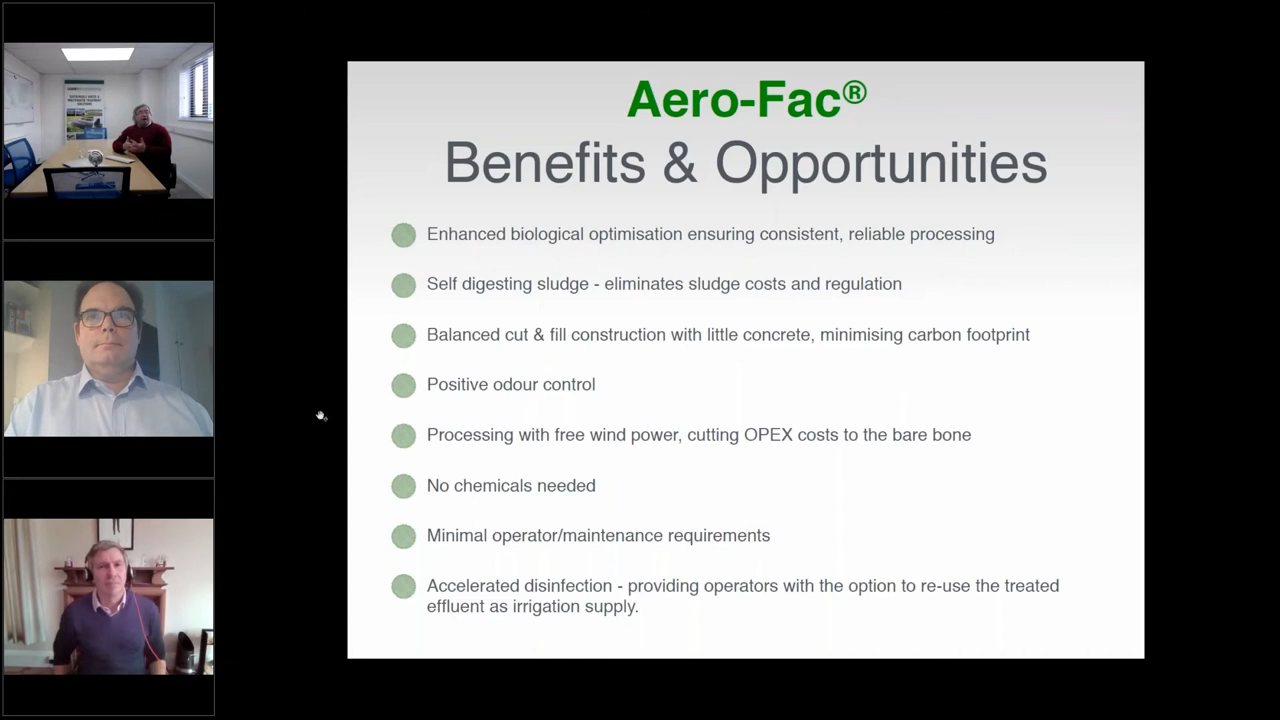 Aero-Fac®
Benefits & Opportunities
Enhanced biological optimisation ensuring consistent, reliable processing
Self digesting sludge - eliminates sludge costs and regulation
Balanced cut & fill construction with little concrete, minimising carbon footprint
Positive odour control
Processing with free wind power, cutting OPEX costs to the bare bone
No chemicals needed
Minimal operator/maintenance requirements
Accelerated disinfection - providing operators with the option to re-use the treated
effluent as irrigation supply.